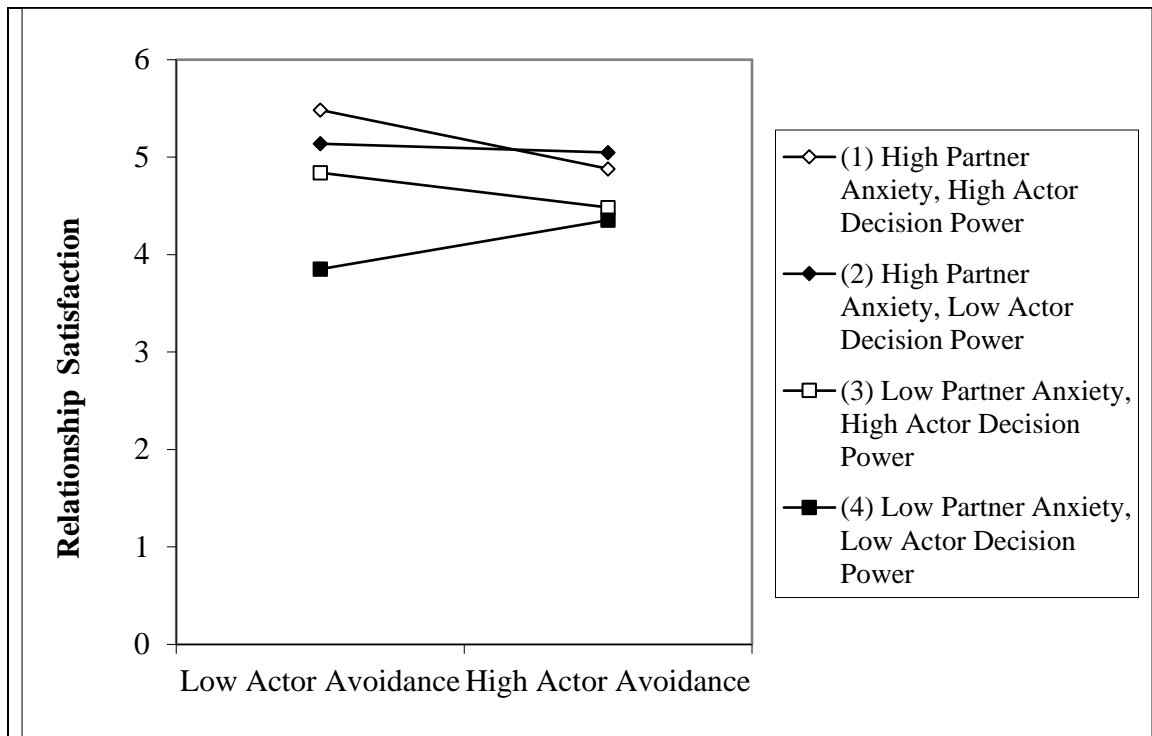 6
5
4
3
2
1
0
Relationship Satisfaction
Low Actor Avoidance High Actor Avoidance
(1) High Partner
Anxiety, High Actor
Decision Power
(2) High Partner
Anxiety, Low Actor
Decision Power
(3) Low Partner Anxiety,
High Actor Decision
Power
(4) Low Partner Anxiety,
Low Actor Decision
Power